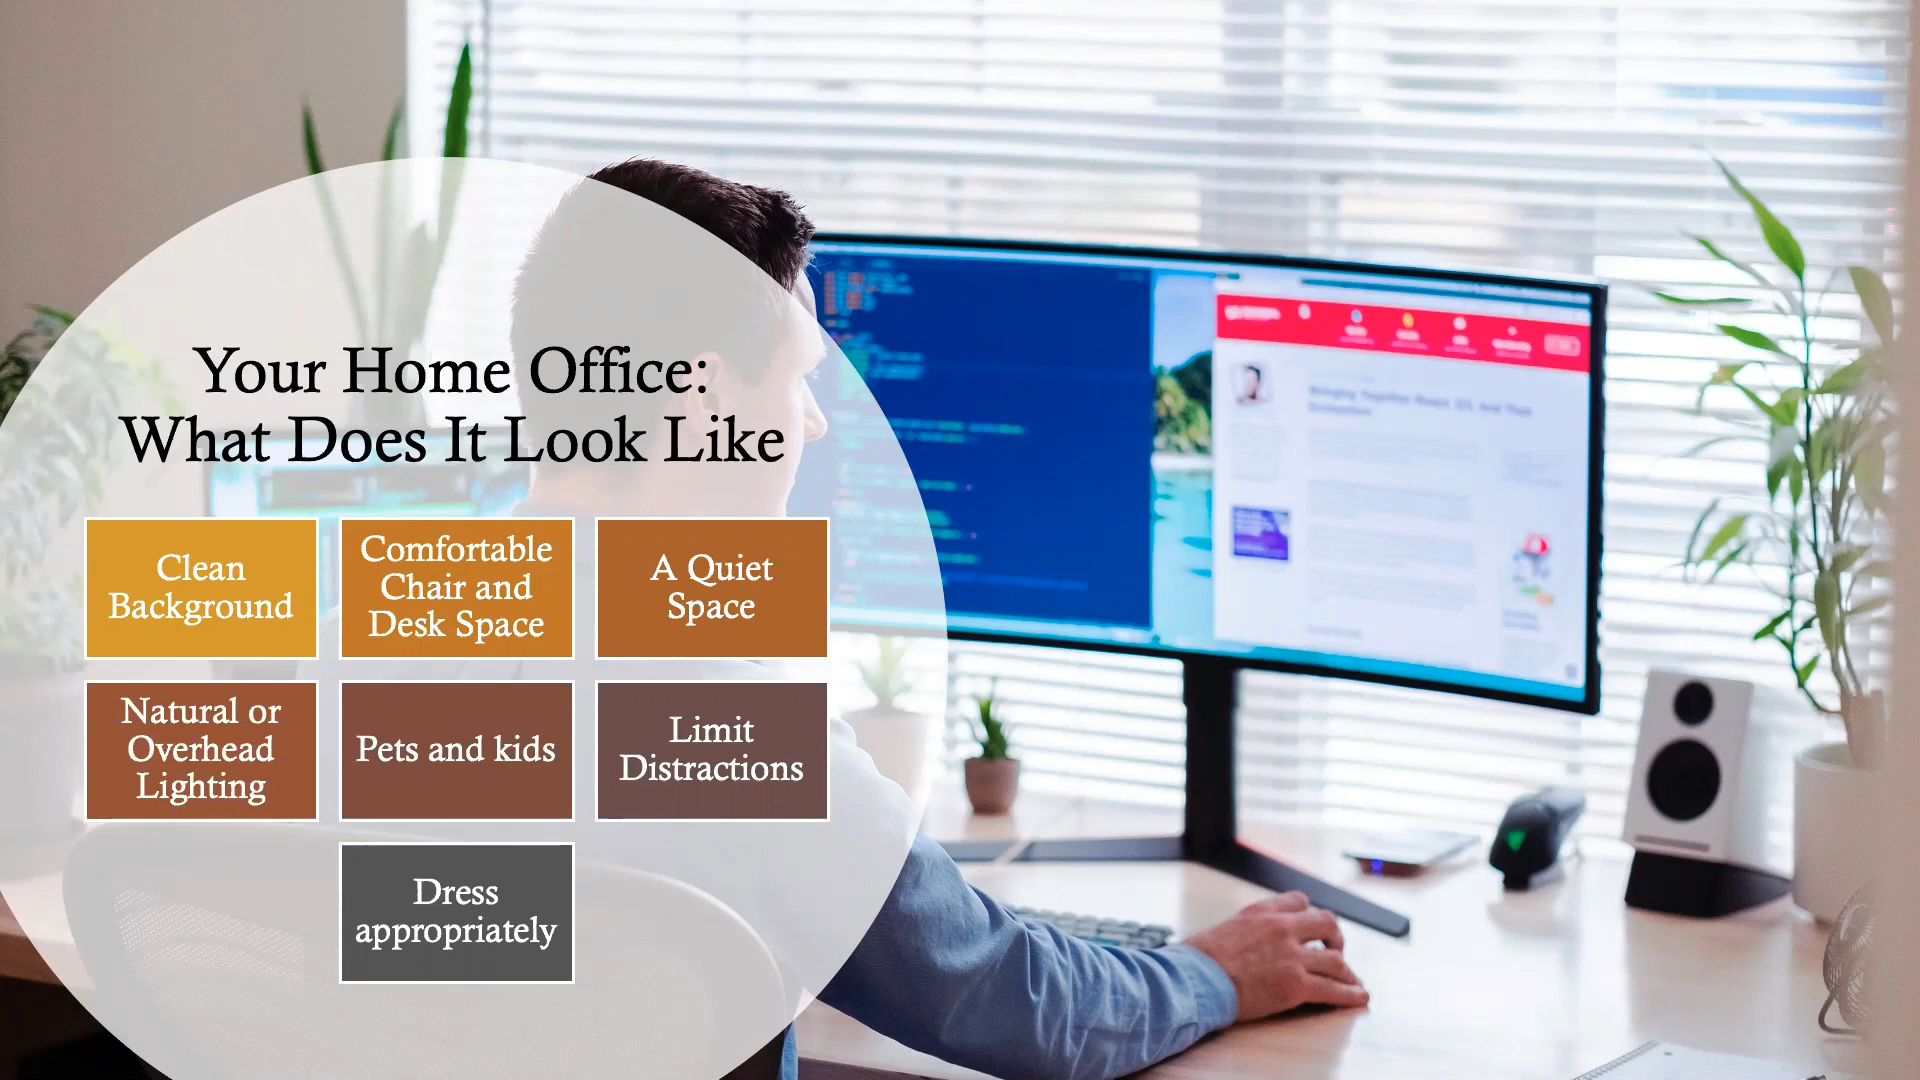 Your Home Office:
What Does It Look Like
Clean
Background
Comfortable
Chair and
Desk Space
A Quiet
Space
Natural or
Overhead
Lighting
Pets and kids
Limit
Distractions
Dress
appropriately